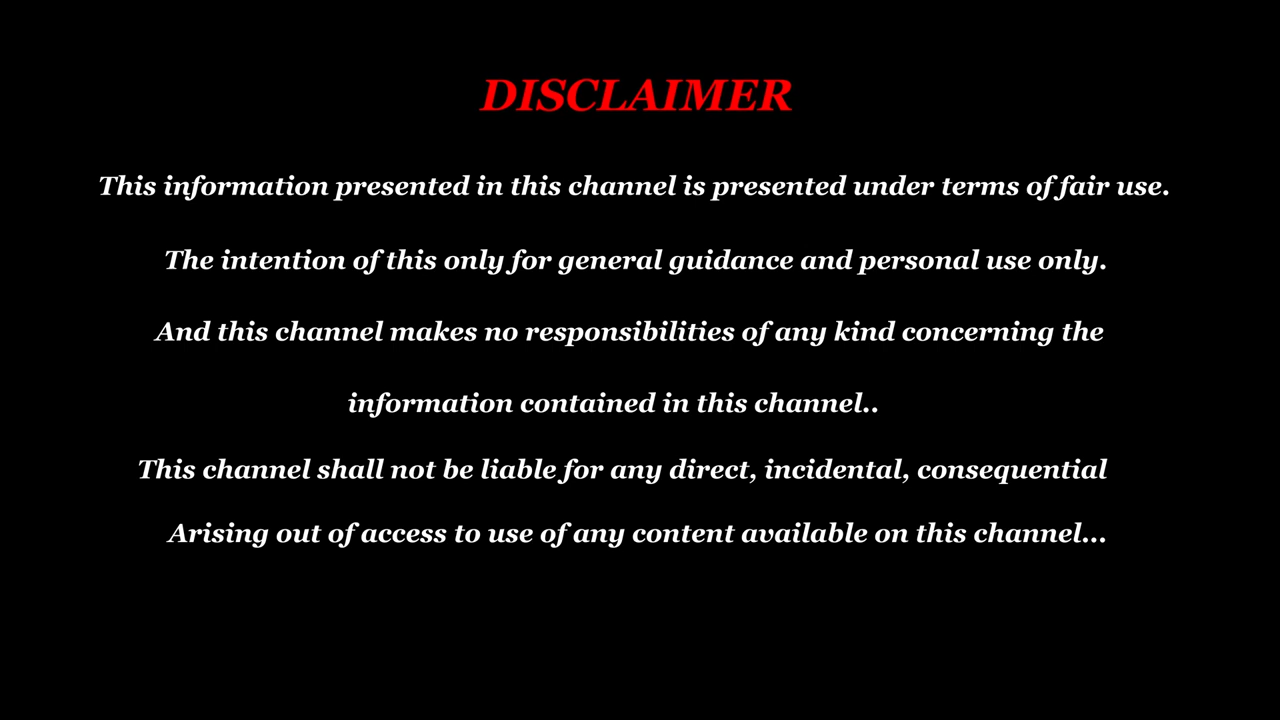 DISCLAIMER
This information presented in this channel is presented under terms of fair use.
The intention of this only for general guidance and personal use only.
And this channel makes no responsibilities of any kind concerning the
information contained in this channel..
This channel shall not be liable for any direct, incidental, consequential
Arising out of access to use of any content available on this channel...